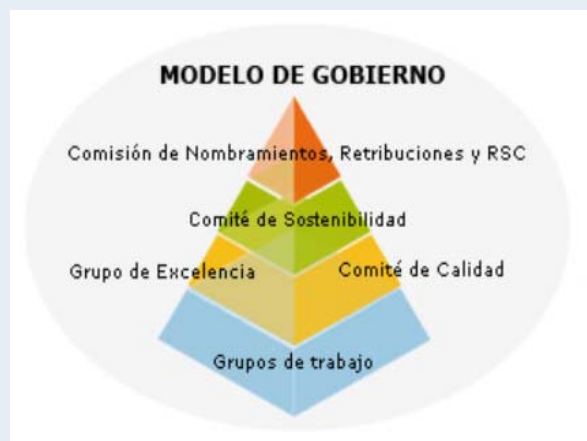 MODELO DE GOBIERNO
Comisión de Nombramientos, Retribuciones y RSC
Comité de Sostenibilidad
Grupo de Excelencia
Comité de Calidad
Grupos de trabajo